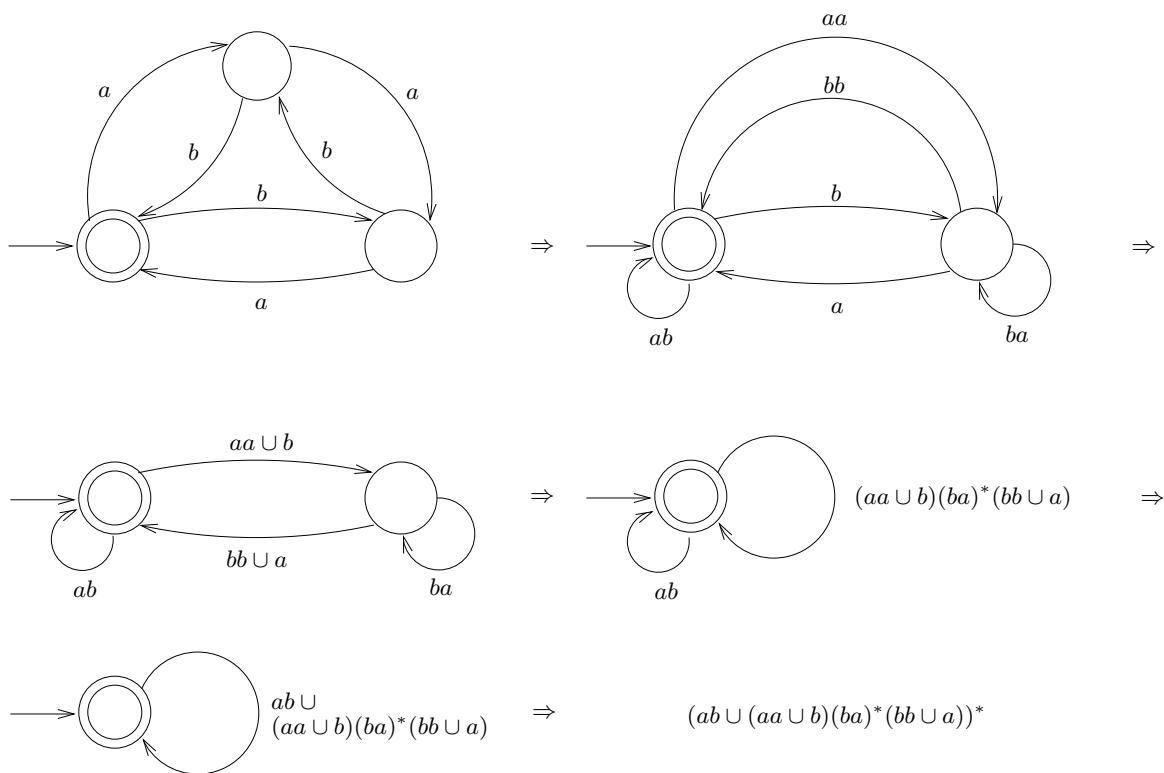 aa
a
a
bb
b
b
b
b
⇒
⇒
a
a
ab
ba
aa ∪ b
⇒
(aa ∪ b)(ba)*(bb ∪ a)
⇒
bb ∪ a
ab
ba
ab
ab ∪
(aa ∪ b)(ba)*(bb ∪ a)
⇒
(ab ∪ (aa ∪ b)(ba)*(bb ∪ a))*